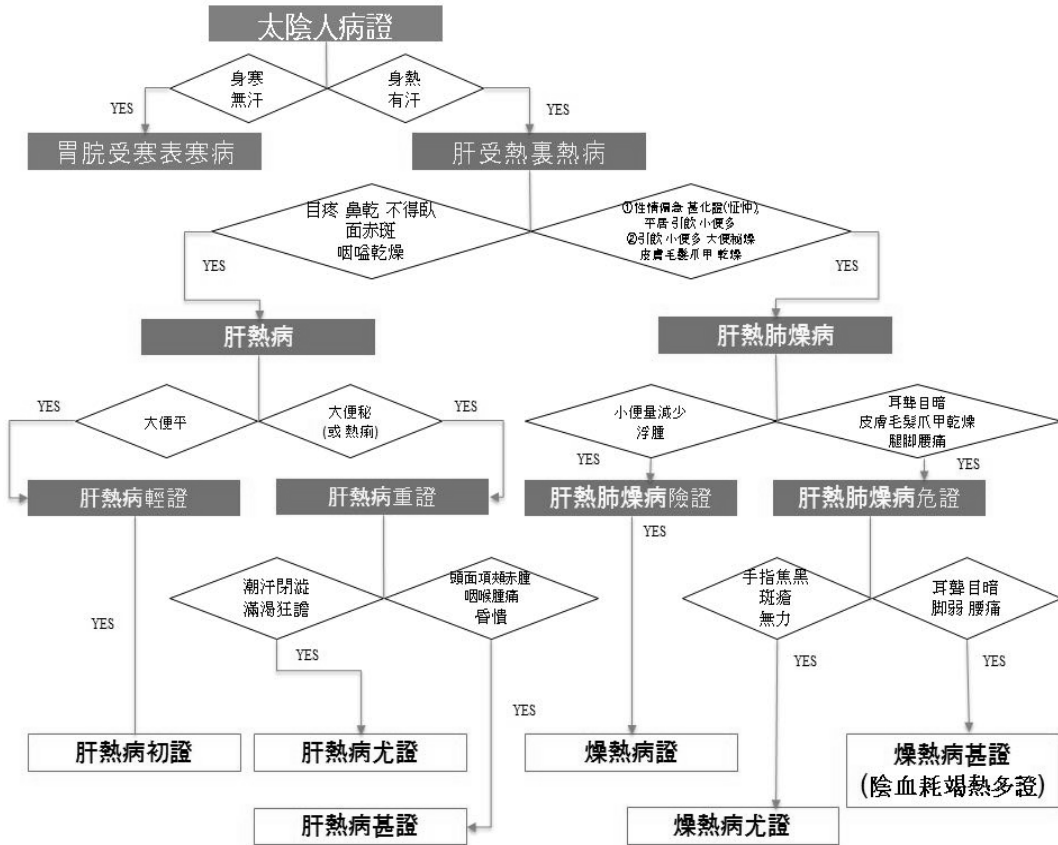 太陰人病證
身寒
無汗
身熱
有汗
YES
YES
胃脘受寒表寒病
肝受熱裏熱病
目疼 鼻乾 不得臥
面赤斑
咽嗌乾燥
①性情偏急 甚化證(怔忡),
平居 引飮 小便多
②引飮 小便多 大便秘燥
皮膚毛髮爪甲 乾燥
YES
YES
肝熱病
肝熱肺燥病
YES
大便平
大便秘
(或 熱痢)
YES
小便量減少
浮腫
耳聾目暗
皮膚毛髮爪甲乾燥
腿脚腰痛
YES
YES
肝熱病輕證
肝熱病重證
肝熱肺燥病險證
肝熱肺燥病危證
YES
潮汗閉澁
滿渴狂譫
頭面項頰赤腫
咽喉腫痛
昏憒
手指焦黑
斑瘡
無力
耳聾 目暗
脚弱 腰痛
YES
YES
YES
YES
YES
肝熱病初證
肝熱病尤證
燥熱病證
燥熱病甚證
(陰血耗竭熱多證)
肝熱病甚證
燥熱病尤證